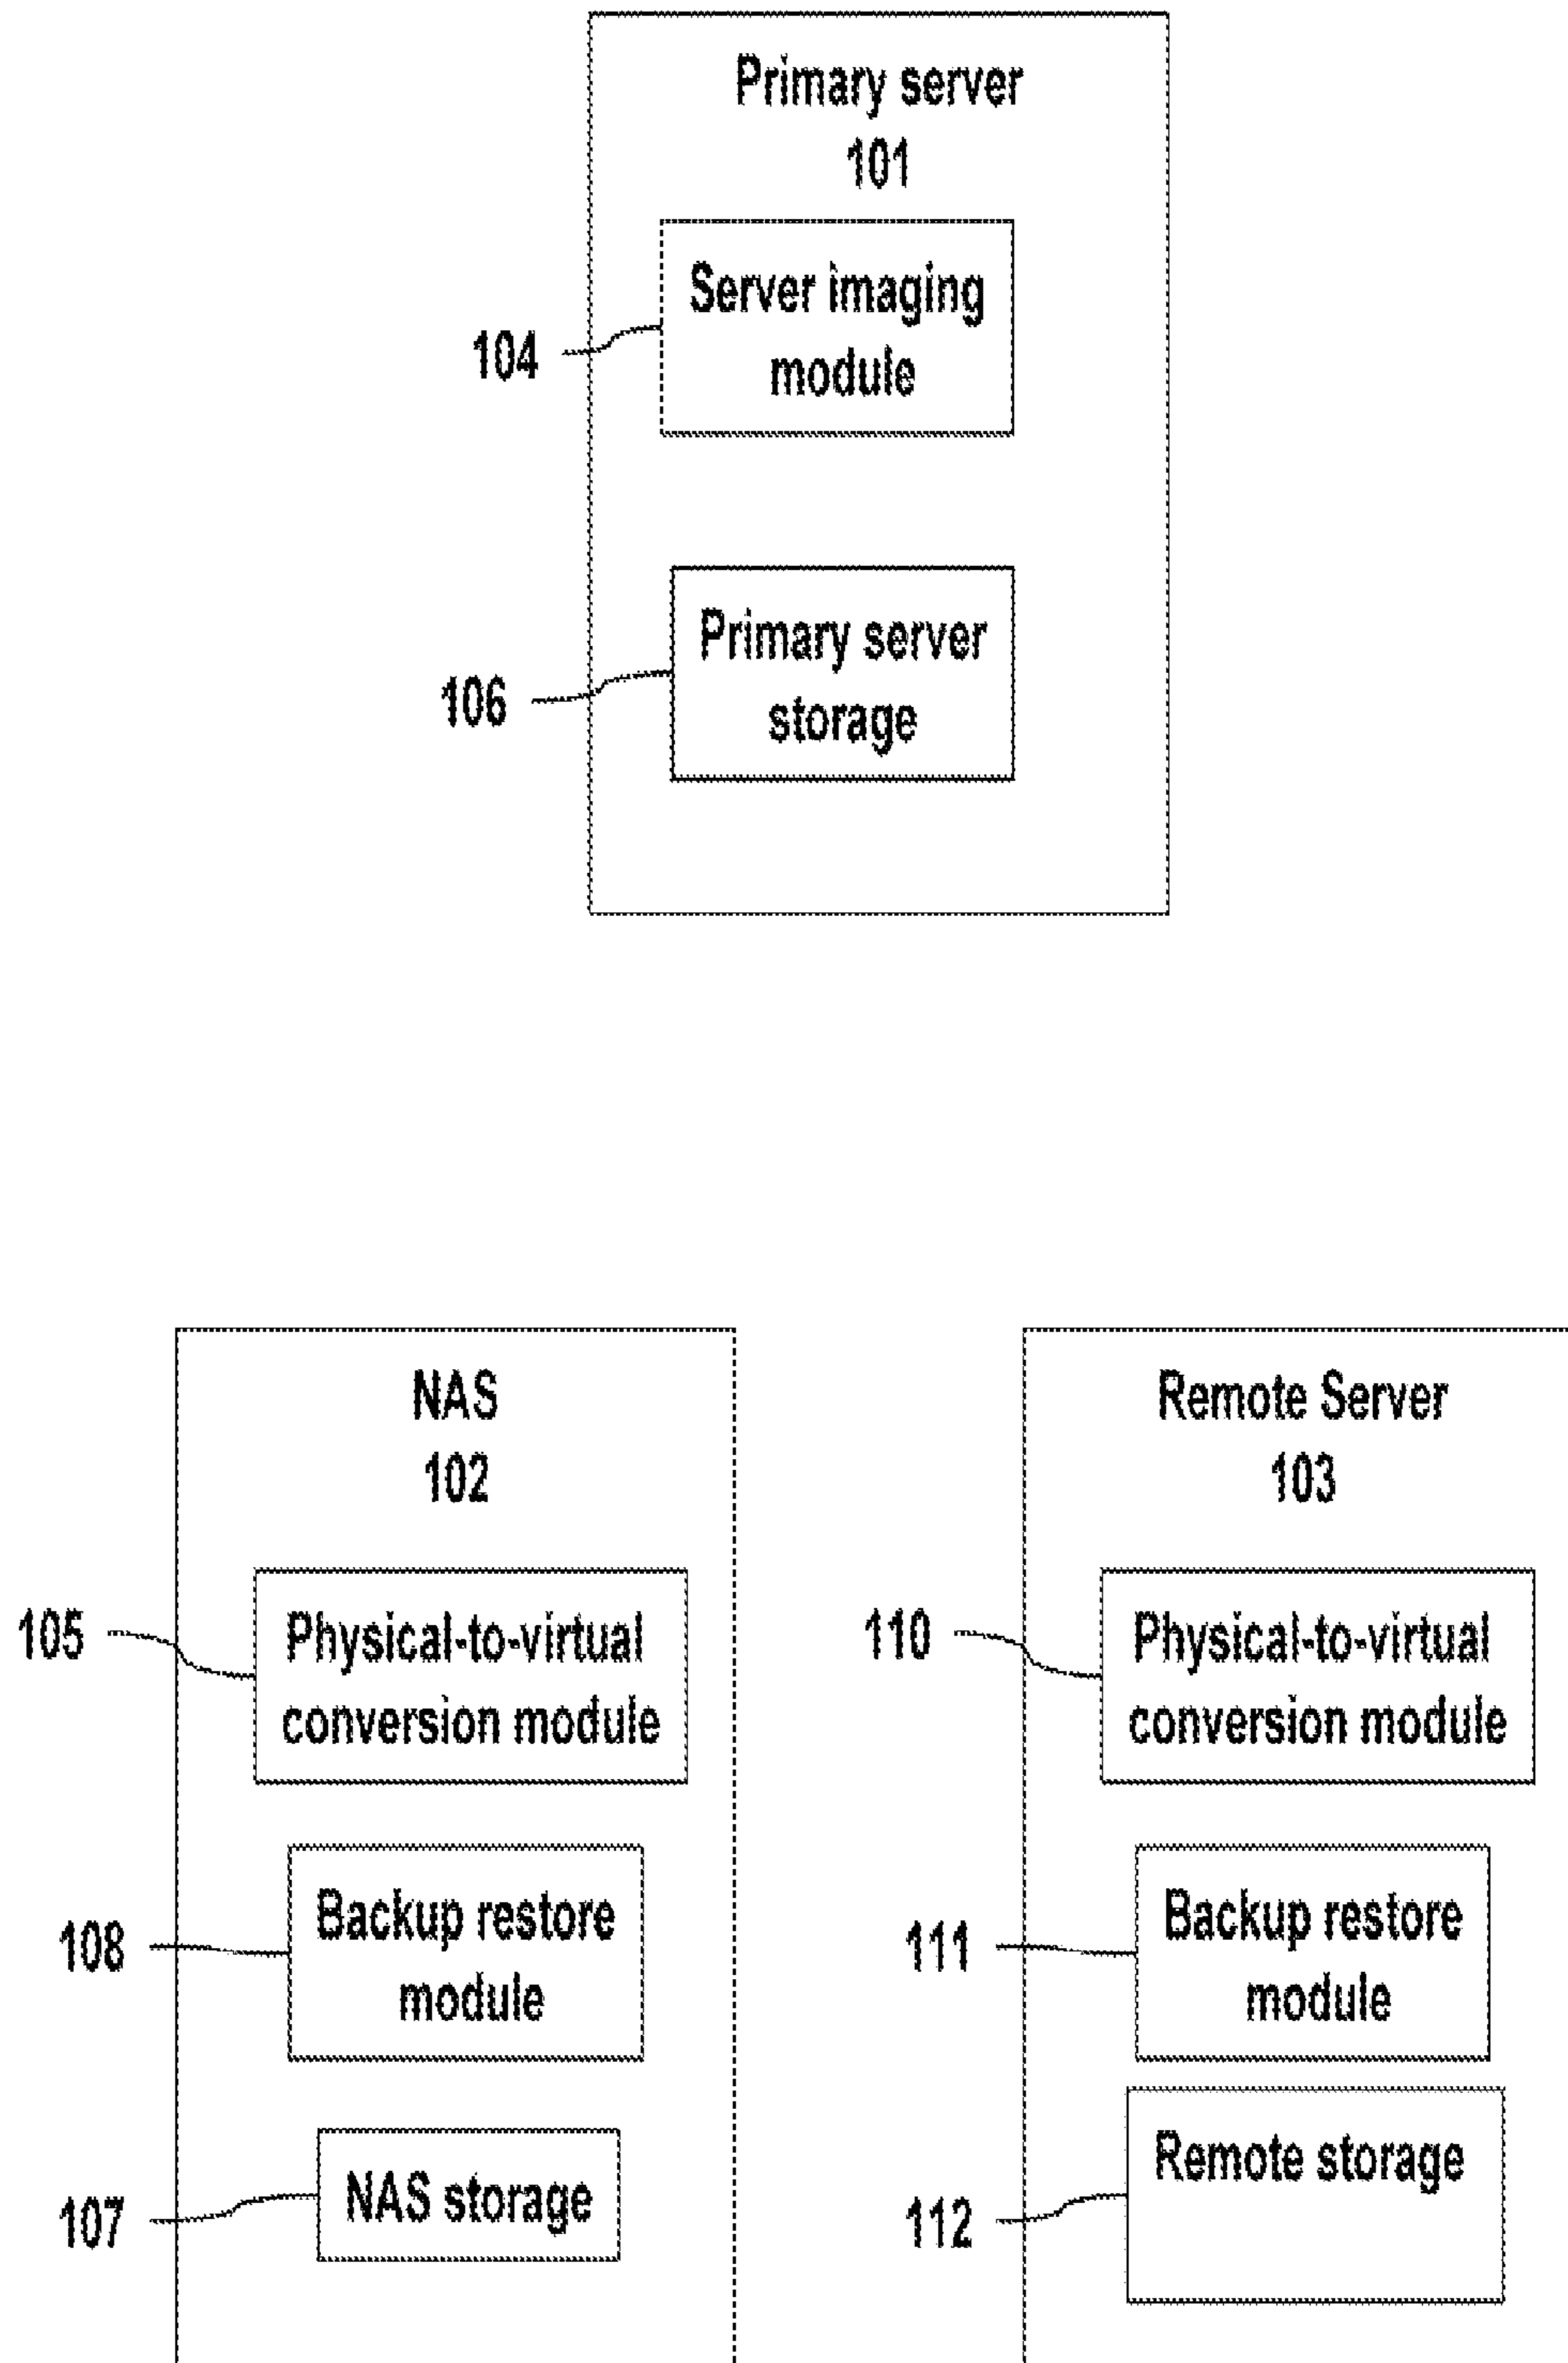 Primary server
101
Server imaging
module
104
Primary server
storage
106
NAS
102
Physical-to-virtual
conversion module
105
Backup restore
module
108
NAS storage
107
Remote Server
103
Physical-to-virtual
conversion module
110
Backup restore
module
111
Remote storage
112